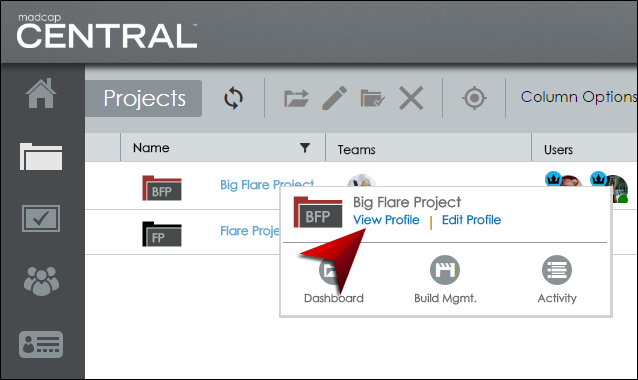 madcap
CENTRAL™
Projects
Column Options
Name
Teams
Users
BFP
Big Flare Project
FP
Flare Proje
BFP
Big Flare Project
View Profile | Edit Profile
Dashboard
Build Mgmt.
Activity